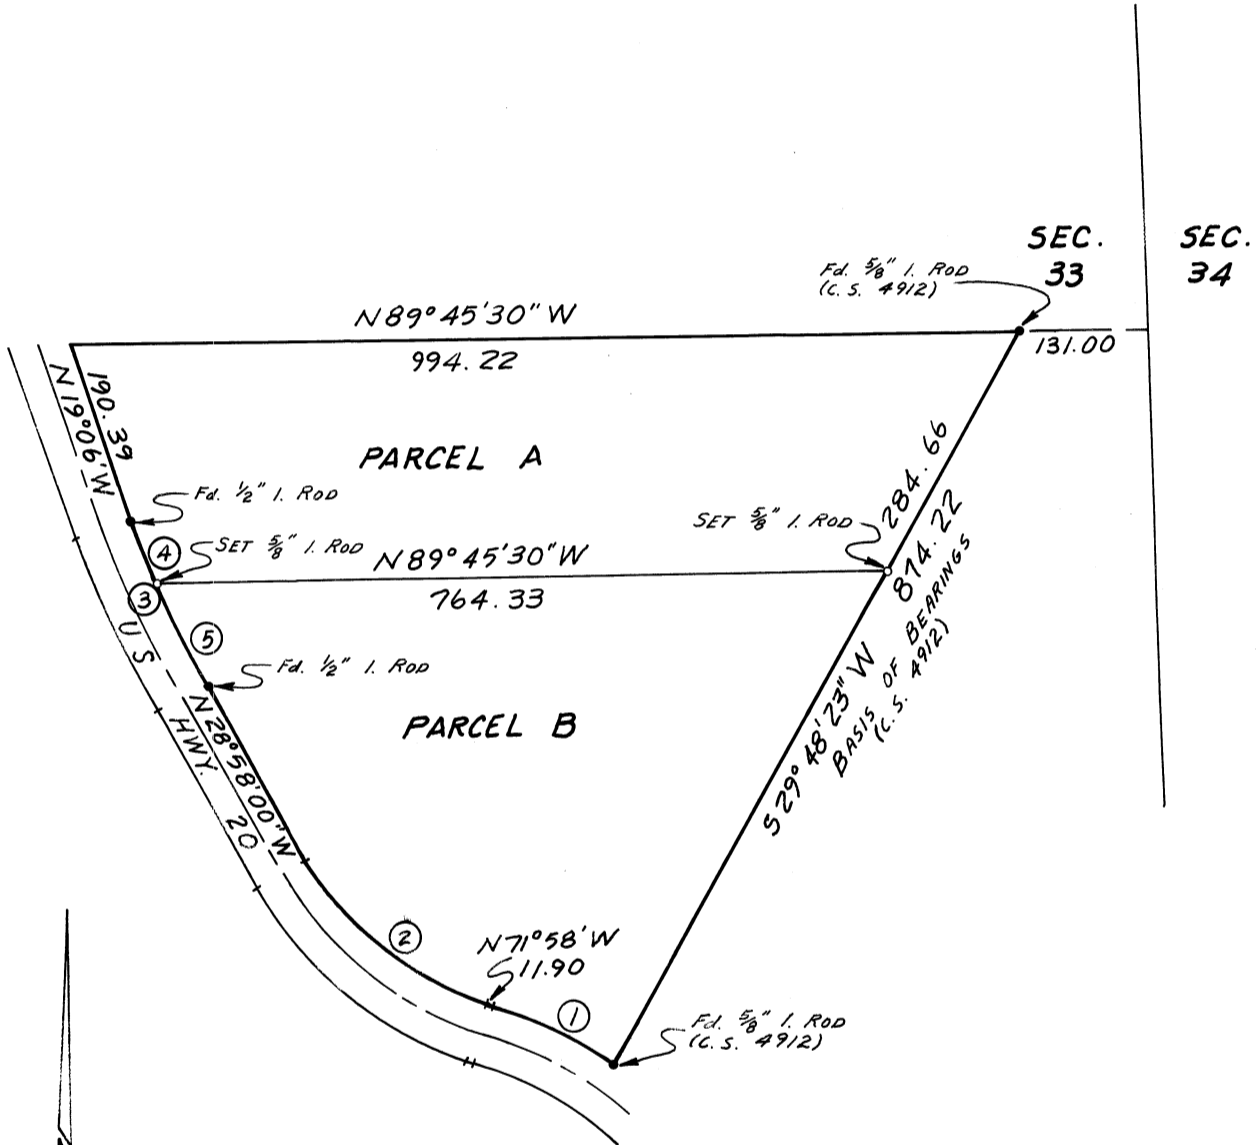 SEC.
33
SEC.
34
Fd. 5/8" I. ROD
(C.S. 4912)
N89°45'30"W
994.22
131.00
190.39
N19°06'W
PARCEL A
284.66
814.22
Fd. 1/2" I. ROD
SET 5/8" I. ROD
4
SET 5/8" I. ROD
N89°45'30"W
764.33
3
5
US HWY. 20
Fd. 1/2" I. ROD
N28°58'00"W
PARCEL B
S29°48'23"W
BASIS OF BEARINGS
(C.S. 4912)
2
N71°58'W
11.90
1
Fd. 5/8" I. ROD
(C.S. 4912)